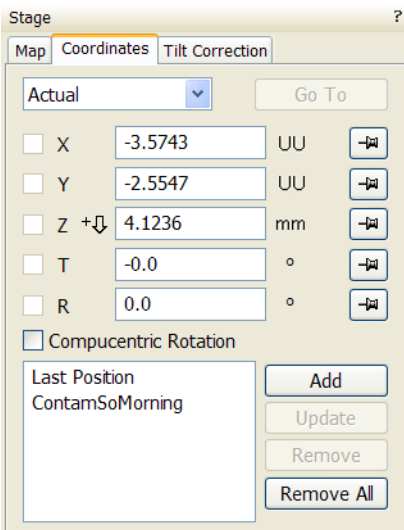 Stage ?
Map Coordinates Tilt Correction
Actual Go To
X -3.5743 UU
Y -2.5547 UU
Z + 4.1236 mm
T -0.0 °
R 0.0 °
Compucentric Rotation
Last Position Add
ContamSoMorning
Update
Remove
Remove All